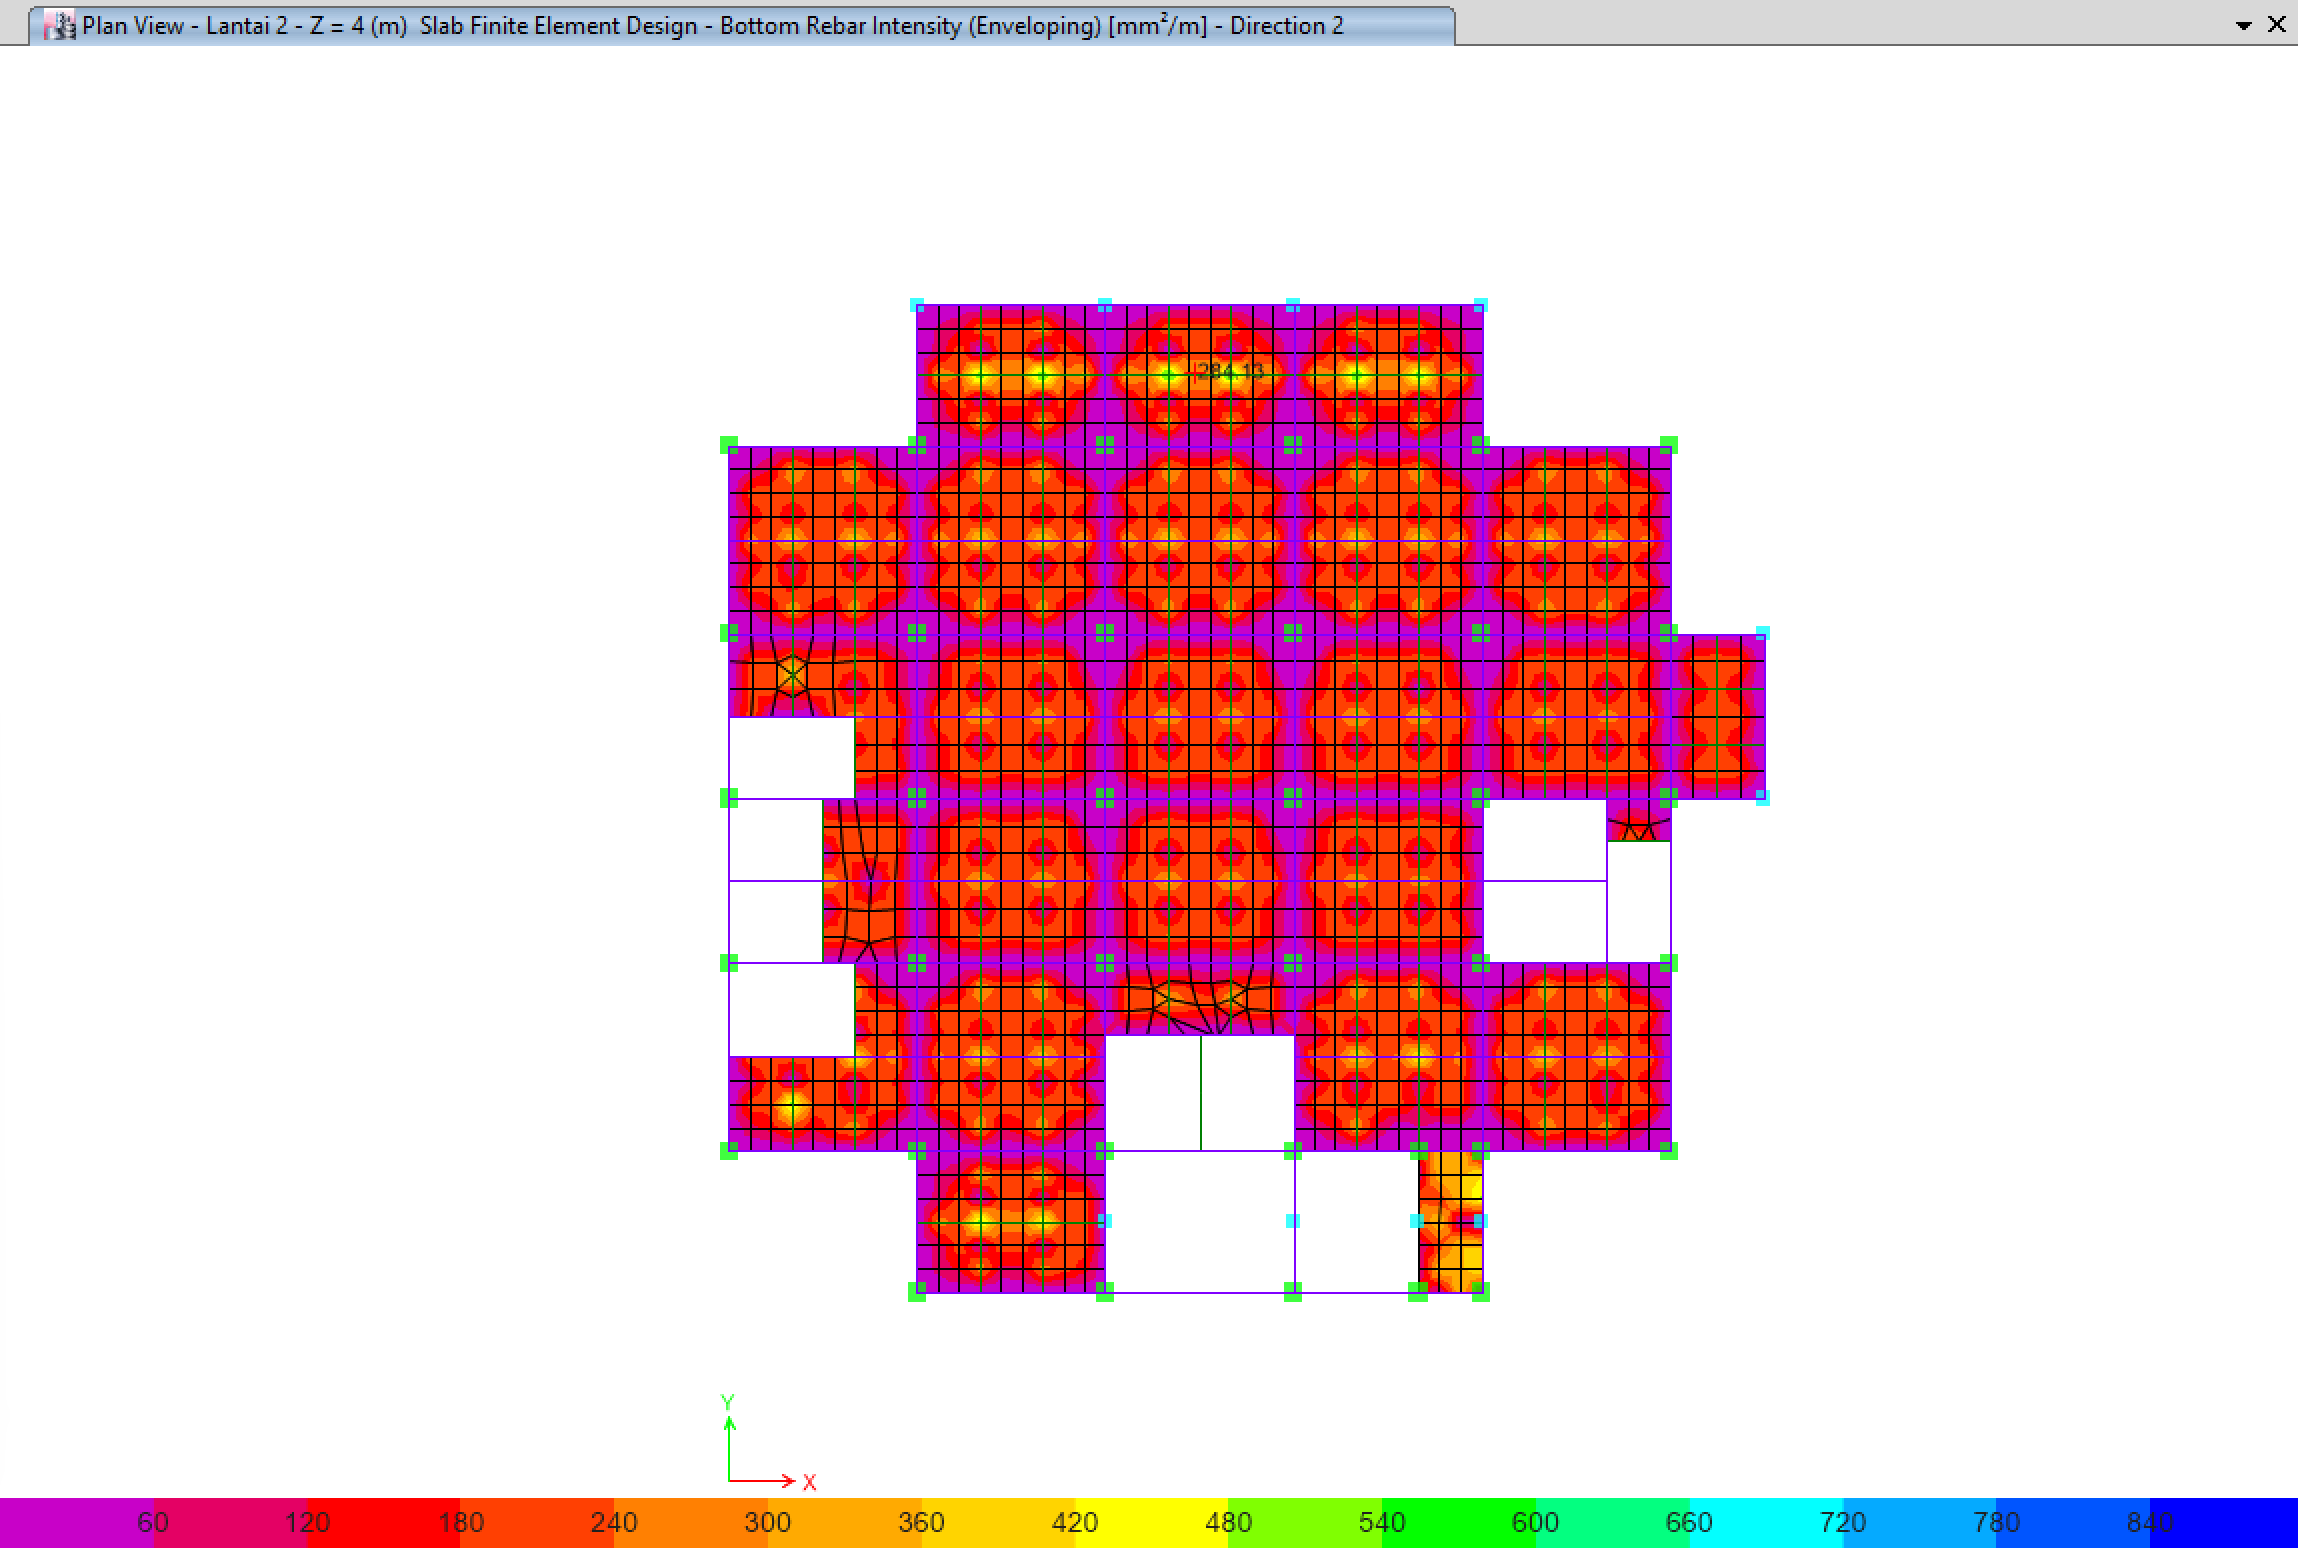 Plan View - Lantai 2 - Z = 4 (m) Slab Finite Element Design - Bottom Rebar Intensity (Enveloping) [mm²/m] - Direction 2
284.13
Y
X
60 120 180 240 300 360 420 480 540 600 660 720 780 840